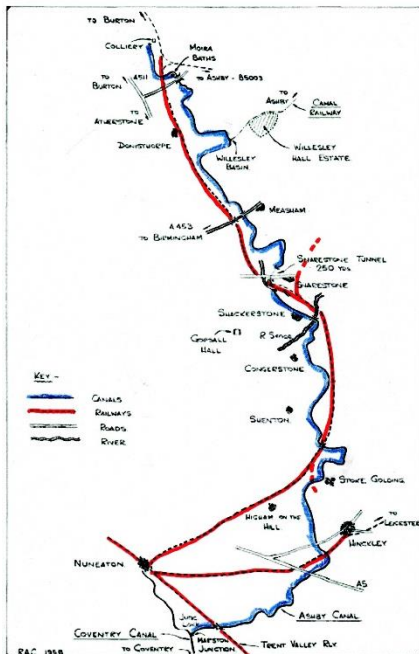 TO BURTON
COLLIERY
MOIRA
BATHS
TO
BURTON
A511
TO ASHBY - B5003
TO
ATHERSTONE
TO
ASHBY
CANAL
RAILWAY
DONISTHORPE
WILLESLEY
BASIN
WILLESLEY
HALL ESTATE
MEASHAM
A 453
TO BIRMINGHAM
SNARESTONE TUNNEL
250 YDS
SNARESTONE
SHACKERSTONE
GOPSALL
HALL
R. SENCE
CONGERSTONE
KEY -
CANALS
RAILWAYS
ROADS
RIVER
SHENTON
STOKE GOLDING
HIGHAM ON THE
HILL
TO
LEICESTER
HINCKLEY
NUNEATON
A5
ASHBY CANAL
COVENTRY CANAL
TO COVENTRY
MARSTON
JUNCTION
TRENT VALLEY RLY
R.A.C. 1958